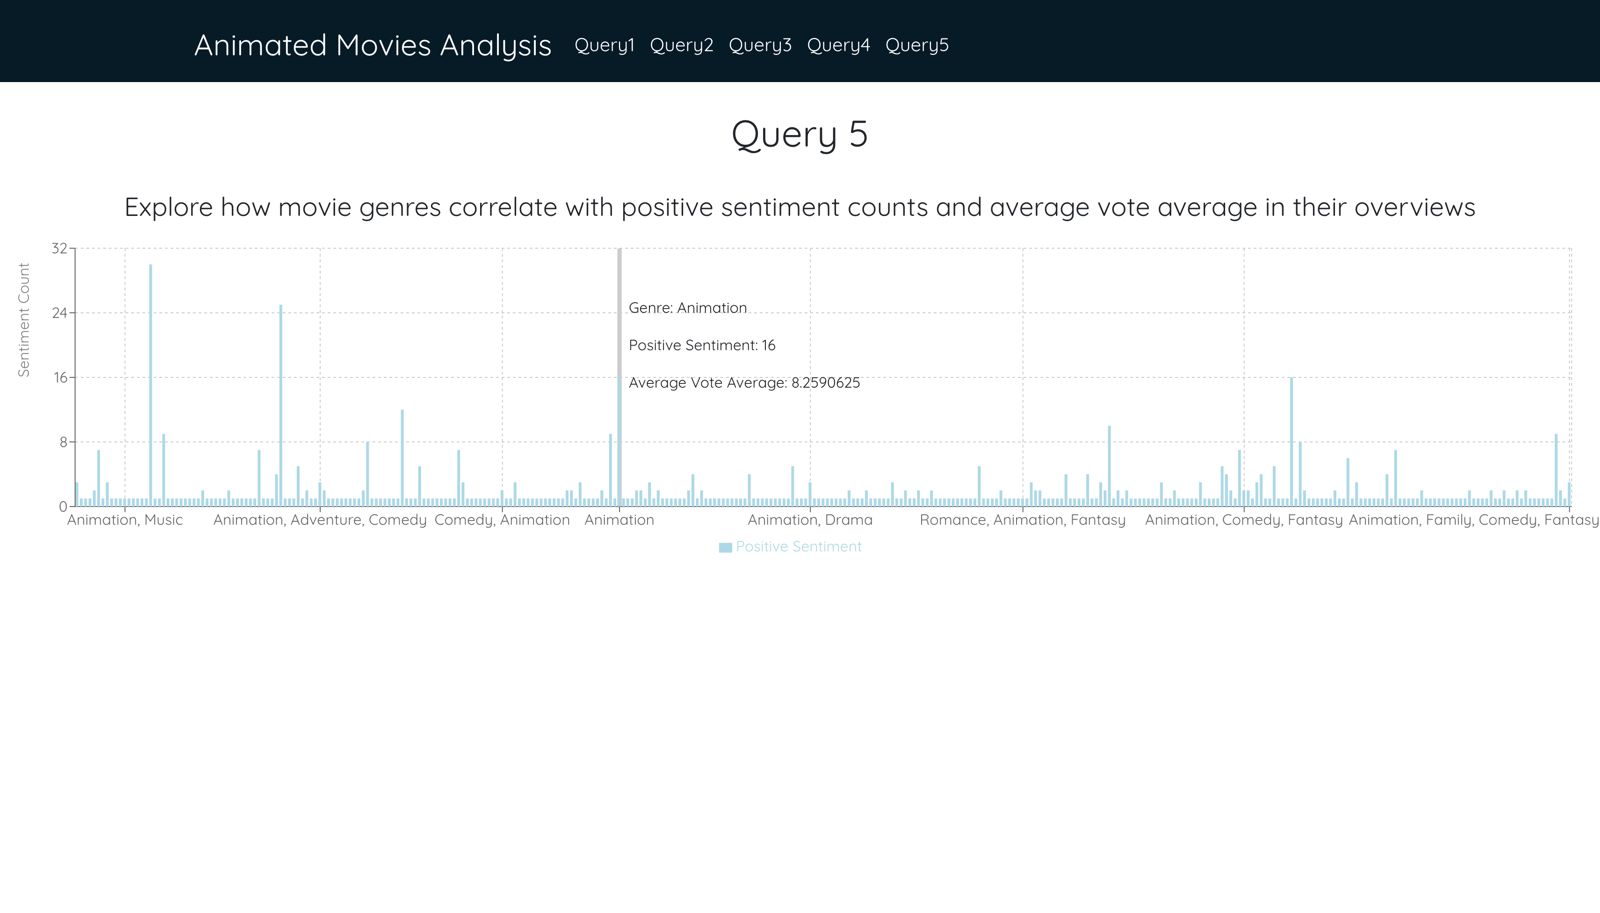 Animated Movies Analysis Query1 Query2 Query3 Query4 Query5
Query 5
Explore how movie genres correlate with positive sentiment counts and average vote average in their overviews
Sentiment Count
32
24
16
8
0
Genre: Animation
Positive Sentiment: 16
Average Vote Average: 8.2590625
Animation, Music Animation, Adventure, Comedy Comedy, Animation Animation Animation, Drama Romance, Animation, Fantasy Animation, Comedy, Fantasy Animation, Family, Comedy, Fantasy
Positive Sentiment